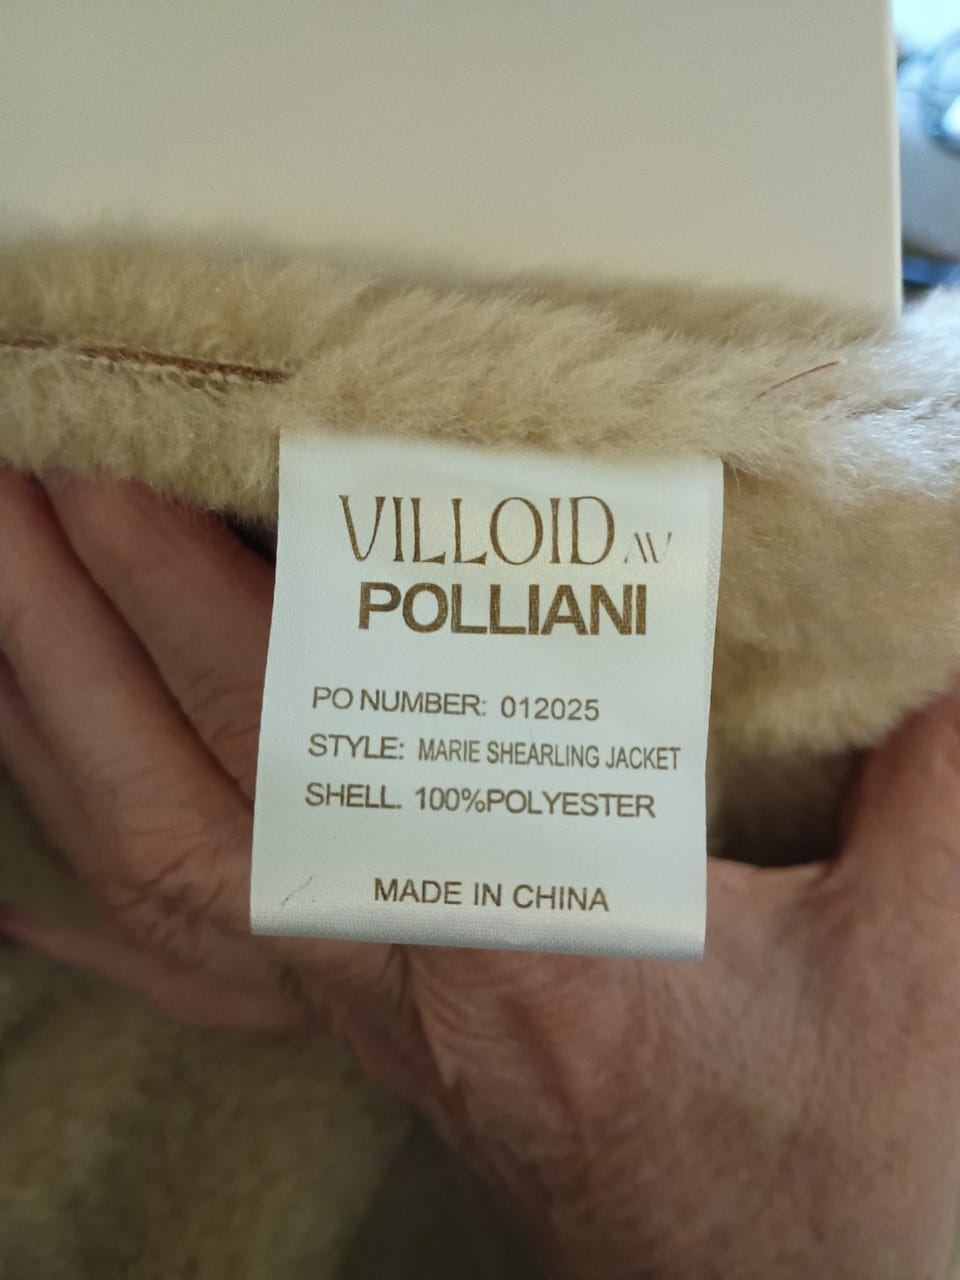 VILLOID AV
POLLIANI
PO NUMBER: 012025
STYLE: MARIE SHEARLING JACKET
SHELL. 100%POLYESTER
MADE IN CHINA